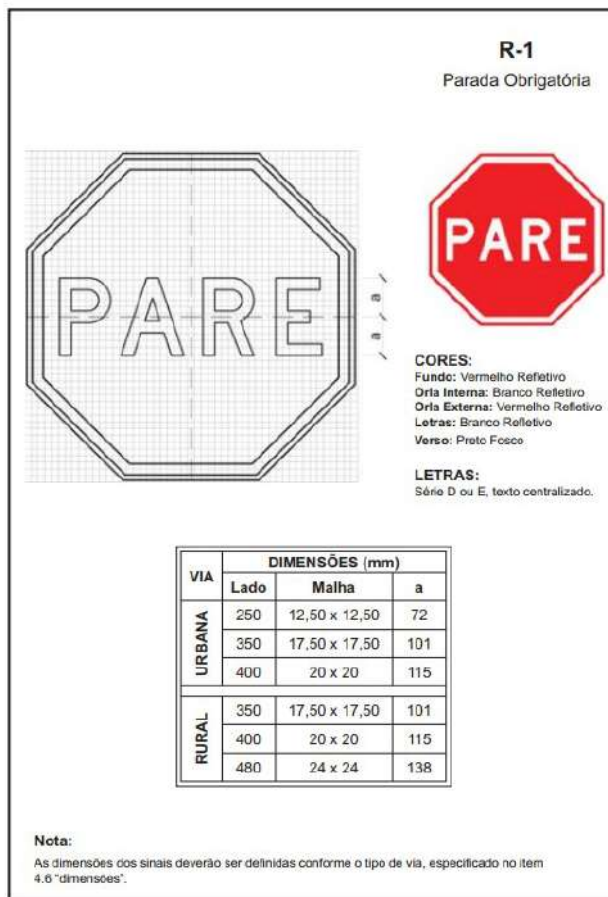 R-1
Parada Obrigatória
PARE
PARE
a
a
CORES:
Fundo: Vermelho Refletivo
Orla Interna: Branco Refletivo
Orla Externa: Vermelho Refletivo
Letras: Branco Refletivo
Verso: Preto Fosco
LETRAS:
Série D ou E, texto centralizado.
VIA DIMENSÕES (mm)
Lado Malha a
URBANA
250 12,50 x 12,50 72
350 17,50 x 17,50 101
400 20 x 20 115
RURAL
350 17,50 x 17,50 101
400 20 x 20 115
480 24 x 24 138
Nota:
As dimensões dos sinais deverão ser definidas conforme o tipo de via, especificado no item
4.6 "dimensões".